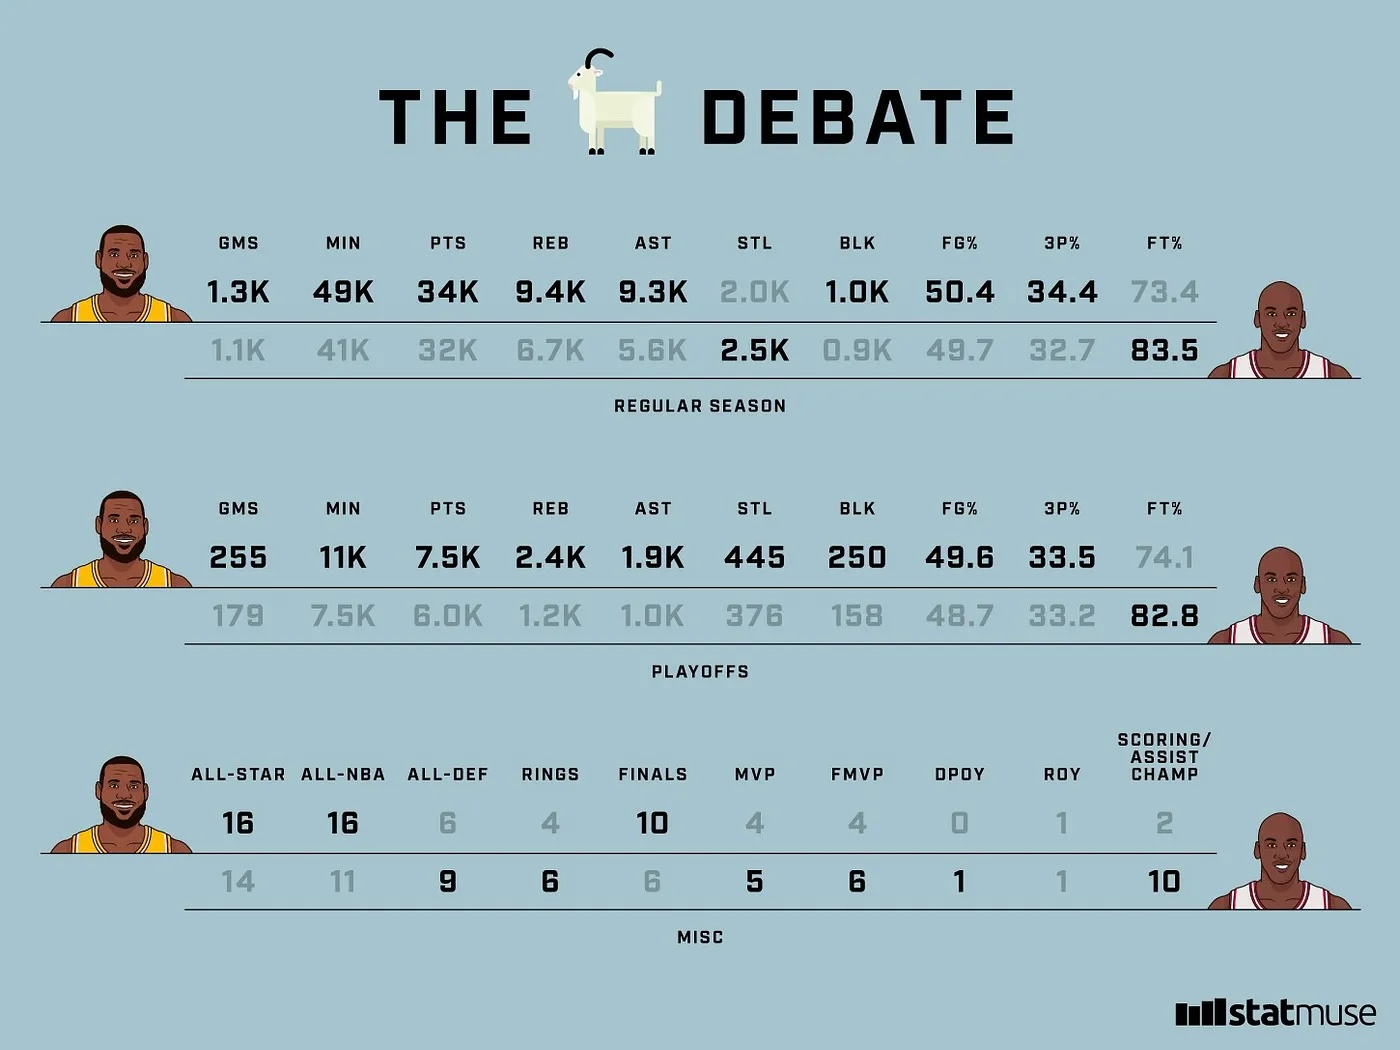 THE DEBATE
GMS MIN PTS REB AST STL BLK FG% 3P% FT%
1.3K 49K 34K 9.4K 9.3K 2.0K 1.0K 50.4 34.4 73.4
1.1K 41K 32K 6.7K 5.6K 2.5K 0.9K 49.7 32.7 83.5
REGULAR SEASON
GMS MIN PTS REB AST STL BLK FG% 3P% FT%
255 11K 7.5K 2.4K 1.9K 445 250 49.6 33.5 74.1
179 7.5K 6.0K 1.2K 1.0K 376 158 48.7 33.2 82.8
PLAYOFFS
SCORING/
ASSIST
ALL-STAR ALL-NBA ALL-DEF RINGS FINALS MVP FMVP DPOY ROY CHAMP
16 16 6 4 10 4 4 0 1 2
14 11 9 6 6 5 6 1 1 10
MISC
statmuse